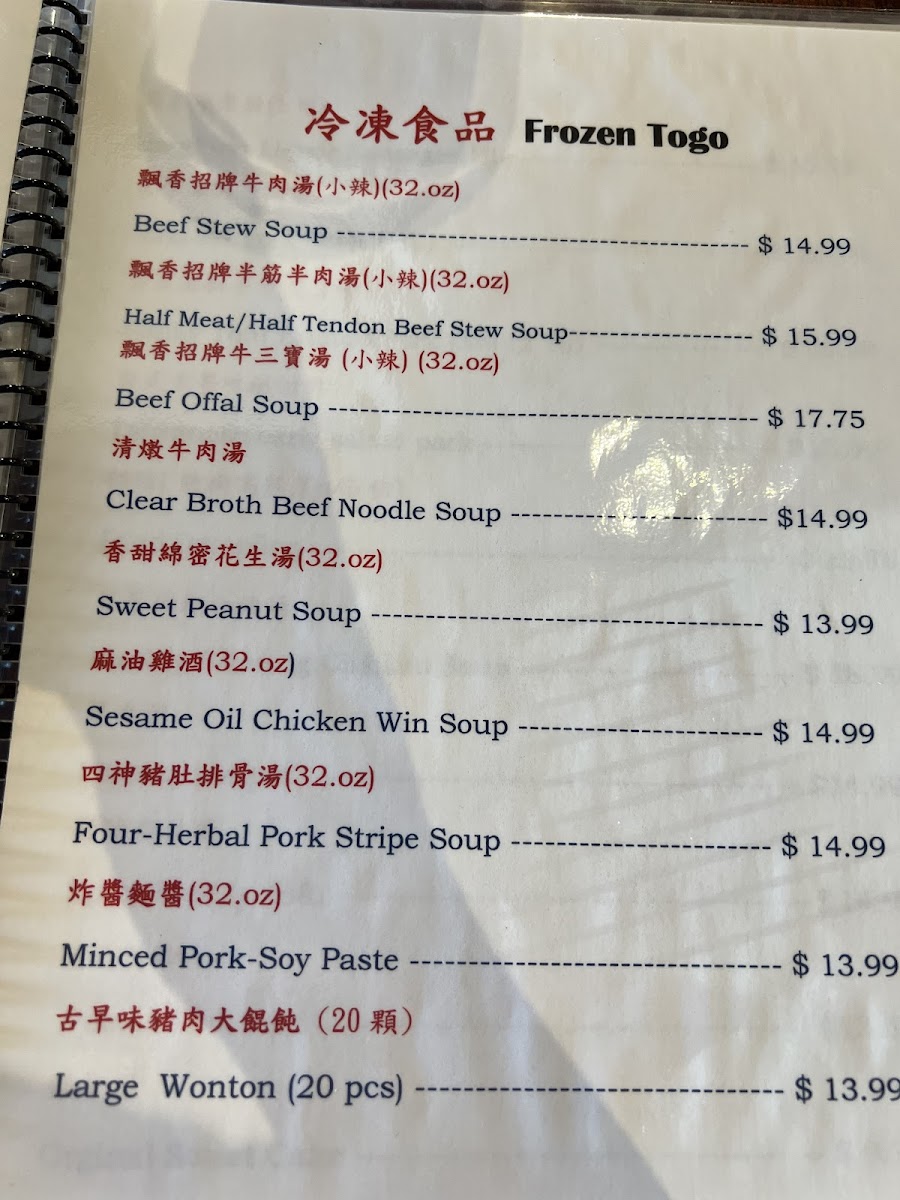 冷凍食品 Frozen Togo
飄香招牌牛肉湯(小辣)(32.oz)
Beef Stew Soup ---------------------------------------- $ 14.99
飄香招牌半筋半肉湯(小辣)(32.oz)
Half Meat/Half Tendon Beef Stew Soup------------------ $ 15.99
飄香招牌牛三寶湯 (小辣) (32.oz)
Beef Offal Soup ----------------------------------------- $ 17.75
清燉牛肉湯
Clear Broth Beef Noodle Soup ------------------------ $14.99
香甜綿密花生湯(32.oz)
Sweet Peanut Soup ------------------------------------ $ 13.99
麻油雞酒(32.oz)
Sesame Oil Chicken Win Soup ---------------------- $ 14.99
四神豬肚排骨湯(32.oz)
Four-Herbal Pork Stripe Soup ----------------------- $ 14.99
炸醬麵醬(32.oz)
Minced Pork-Soy Paste -------------------------------- $ 13.99
古早味豬肉大餛飩（20 顆）
Large Wonton (20 pcs) -------------------------------- $ 13.99